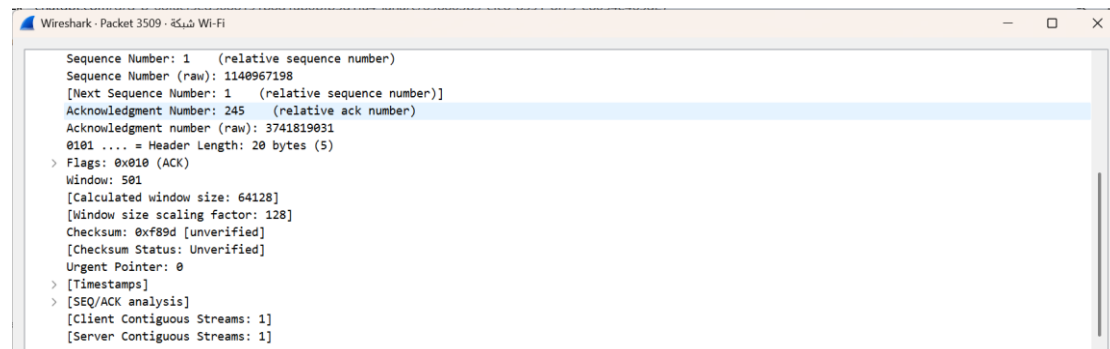 Wireshark · Packet 3509 · شبكة Wi-Fi
Sequence Number: 1    (relative sequence number)
Sequence Number (raw): 1140967198
[Next Sequence Number: 1    (relative sequence number)]
Acknowledgment Number: 245    (relative ack number)
Acknowledgment number (raw): 3741819031
0101 .... = Header Length: 20 bytes (5)
Flags: 0x010 (ACK)
Window: 501
[Calculated window size: 64128]
[Window size scaling factor: 128]
Checksum: 0xf89d [unverified]
[Checksum Status: Unverified]
Urgent Pointer: 0
[Timestamps]
[SEQ/ACK analysis]
[Client Contiguous Streams: 1]
[Server Contiguous Streams: 1]